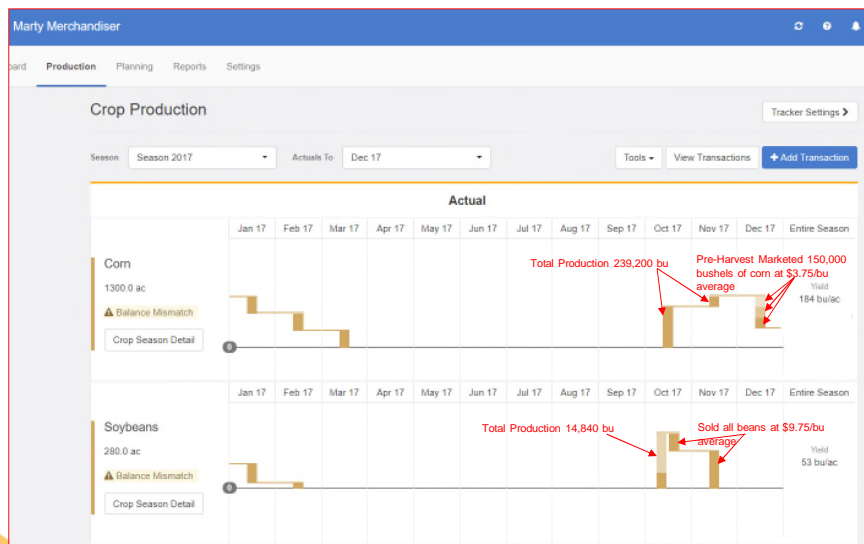 Marty Merchandiser
oard Production Planning Reports Settings
Crop Production
Tracker Settings
Season Season 2017 Actuals To Dec 17 Tools View Transactions + Add Transaction
Actual
Jan 17 Feb 17 Mar 17 Apr 17 May 17 Jun 17 Jul 17 Aug 17 Sep 17 Oct 17 Nov 17 Dec 17 Entire Season
Corn
1300.0 ac
Balance Mismatch
Crop Season Detail
0
Total Production 239,200 bu
Pre-Harvest Marketed 150,000
bushels of corn at $3.75/bu
average
Yield
184 bu/ac
Jan 17 Feb 17 Mar 17 Apr 17 May 17 Jun 17 Jul 17 Aug 17 Sep 17 Oct 17 Nov 17 Dec 17 Entire Season
Soybeans
280.0 ac
Balance Mismatch
Crop Season Detail
0
Total Production 14,840 bu
Sold all beans at $9.75/bu
average
Yield
53 bu/ac